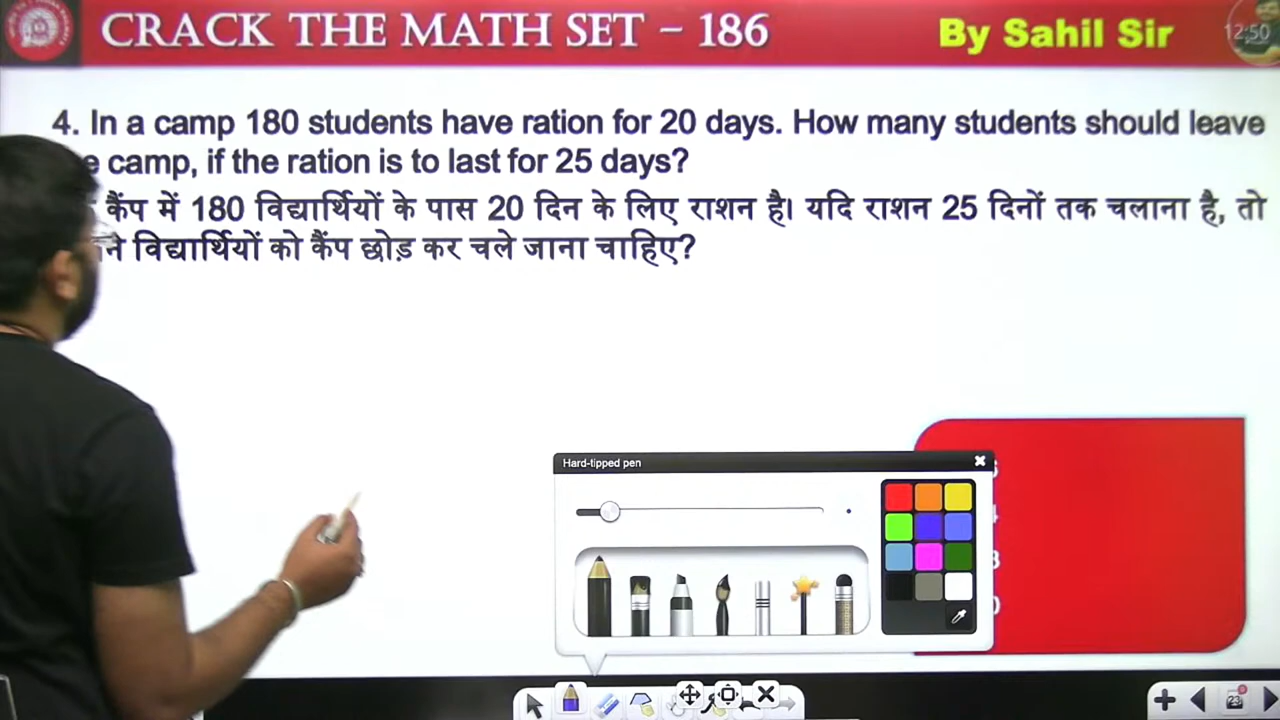 CRACK THE MATH SET – 186
By Sahil Sir
12:50
4. In a camp 180 students have ration for 20 days. How many students should leave
camp, if the ration is to last for 25 days?
कैंप में 180 विद्यार्थियों के पास 20 दिन के लिए राशन है। यदि राशन 25 दिनों तक चलाना है, तो
विद्यार्थियों को कैंप छोड़ कर चले जाना चाहिए?
Hard-tipped pen
23